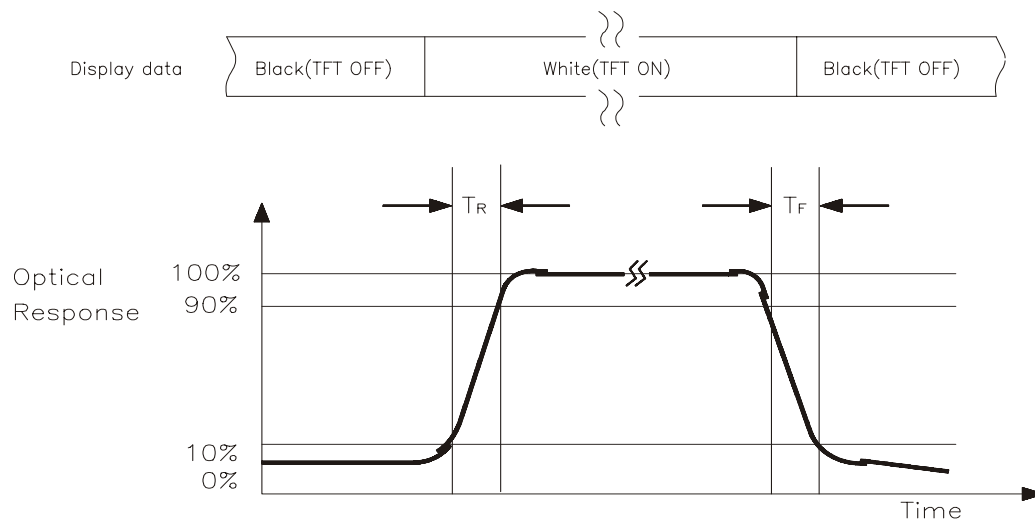 Display data
Black(TFT OFF)
White(TFT ON)
Black(TFT OFF)
TR
TF
Optical
Response
100%
90%
10%
0%
Time